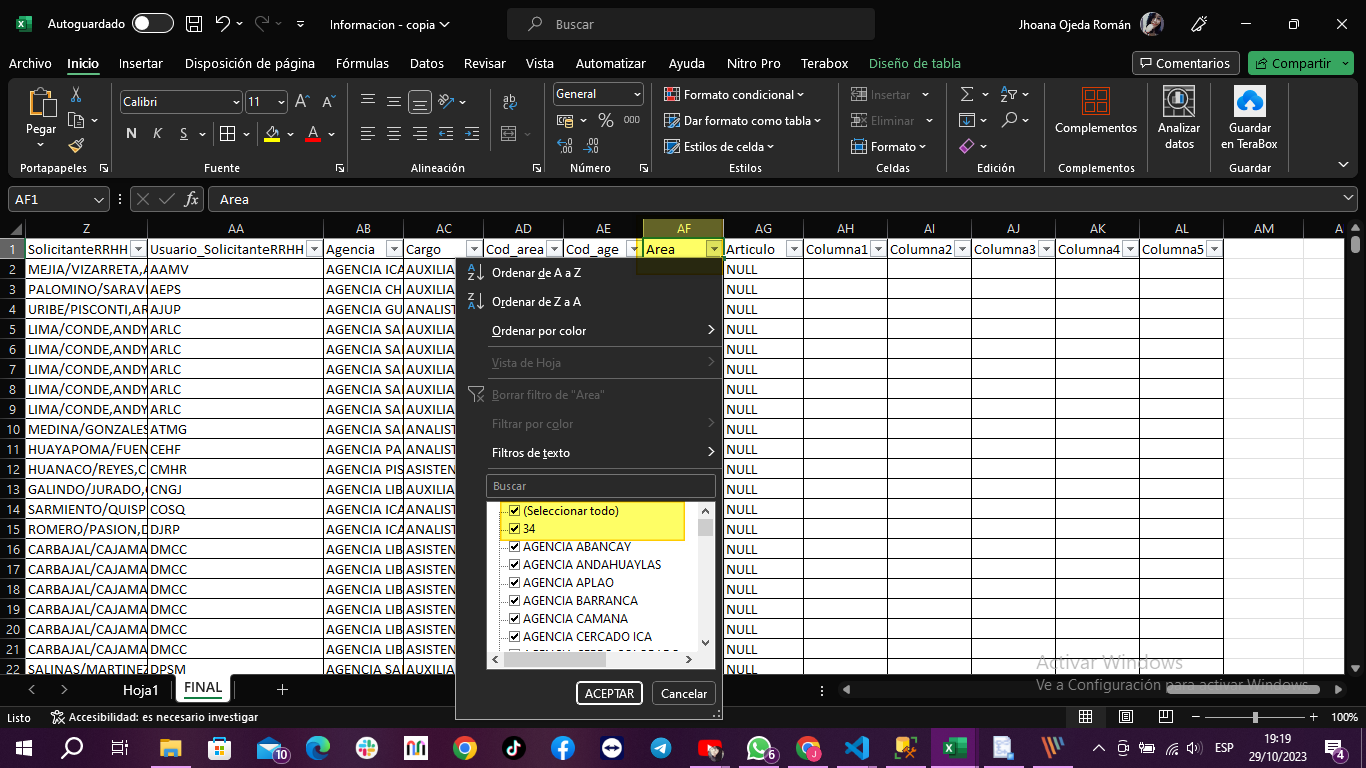 Autoguardado Informacion - copia Buscar Jhoana Ojeda Román
Archivo Inicio Insertar Disposición de página Fórmulas Datos Revisar Vista Automatizar Ayuda Nitro Pro Terabox Diseño de tabla Comentarios Compartir
Calibri 11 General Formato condicional Insertar
Pegar N K S A A A ab % 000 Dar formato como tabla Eliminar Complementos Analizar datos Guardar en TeraBox
Estilos de celda Formato
Portapapeles Fuente Alineación Número Estilos Celdas Edición Complementos Guardar
AF1 fx Area
Z AA AB AC AD AE AF AG AH AI AJ AK AL AM A
1 SolicitanteRRHH Usuario_SolicitanteRRHH Agencia Cargo Cod_area Cod_age Area Articulo Columna1 Columna2 Columna3 Columna4 Columna5
2 MEJIA/VIZARRETA,A AAMV AGENCIA ICA AUXILIA NULL
3 PALOMINO/SARAVI AEPS AGENCIA CH AUXILIA NULL
4 URIBE/PISCONTI,AR AJUP AGENCIA GU ANALIST NULL
5 LIMA/CONDE,ANDY ARLC AGENCIA SA AUXILIA NULL
6 LIMA/CONDE,ANDY ARLC AGENCIA SA AUXILIA NULL
7 LIMA/CONDE,ANDY ARLC AGENCIA SA AUXILIA NULL
8 LIMA/CONDE,ANDY ARLC AGENCIA SA AUXILIA NULL
9 LIMA/CONDE,ANDY ARLC AGENCIA SA AUXILIA NULL
10 MEDINA/GONZALES ATMG AGENCIA SA ANALIST NULL
11 HUAYAPOMA/FUEN CEHF AGENCIA PA ANALIST NULL
12 HUANACO/REYES,C CMHR AGENCIA PIS ASISTEN NULL
13 GALINDO/JURADO, CNGJ AGENCIA LIB AUXILIA NULL
14 SARMIENTO/QUISP COSQ AGENCIA ICA ANALIST NULL
15 ROMERO/PASION,D DJRP AGENCIA ICA ANALIST NULL
16 CARBAJAL/CAJAMA DMCC AGENCIA LIB ASISTEN NULL
17 CARBAJAL/CAJAMA DMCC AGENCIA LIB ASISTEN NULL
18 CARBAJAL/CAJAMA DMCC AGENCIA LIB ASISTEN NULL
19 CARBAJAL/CAJAMA DMCC AGENCIA LIB ASISTEN NULL
20 CARBAJAL/CAJAMA DMCC AGENCIA LIB ASISTEN NULL
21 CARBAJAL/CAJAMA DMCC AGENCIA LIB ASISTEN NULL
22 SALINAS/MARTINEZ DPSM AGENCIA SA AUXILIA NULL
Ordenar de A a Z
Ordenar de Z a A
Ordenar por color
Vista de Hoja
Borrar filtro de "Area"
Filtrar por color
Filtros de texto
Buscar
(Seleccionar todo)
34
AGENCIA ABANCAY
AGENCIA ANDAHUAYLAS
AGENCIA APLAO
AGENCIA BARRANCA
AGENCIA CAMANA
AGENCIA CERCADO ICA
ACEPTAR Cancelar
Activar Windows
Ve a Configuración para activar Windows.
Hoja1 FINAL
Listo Accesibilidad: es necesario investigar 100%
10 6 ESP 19:19
29/10/2023 4